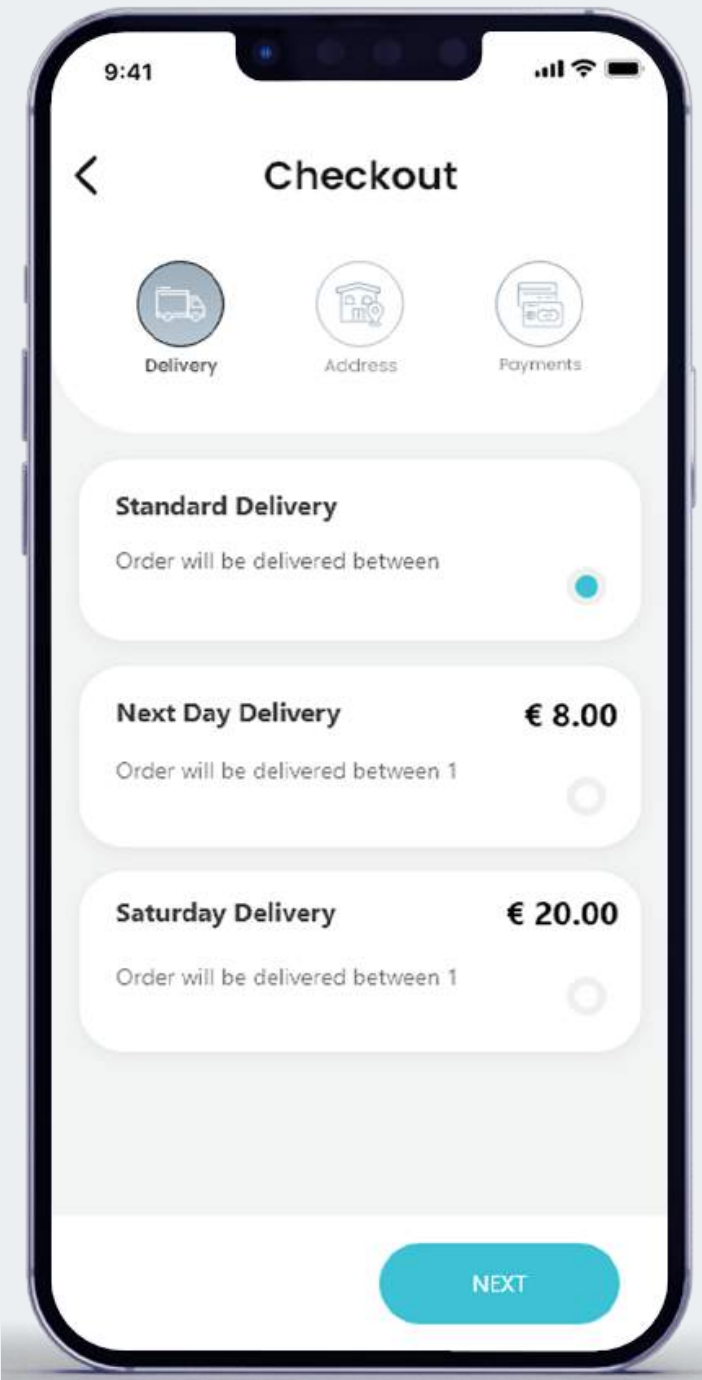 9:41
Checkout
Delivery Address Payments
Standard Delivery
Order will be delivered between
Next Day Delivery € 8.00
Order will be delivered between 1
Saturday Delivery € 20.00
Order will be delivered between 1
NEXT